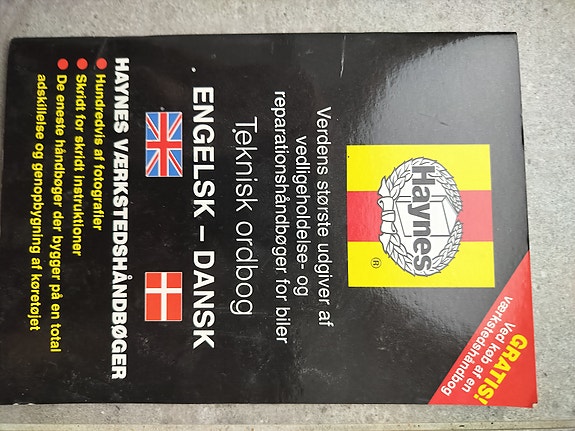 GRATIS!
Ved køb af en
værkstedshåndbog
Haynes
®
Verdens største udgiver af
vedligeholdelse- og
reparationshåndbøger for biler
Teknisk ordbog
ENGELSK – DANSK
HAYNES VÆRKSTEDSHÅNDBØGER
● Hundredvis af fotografier
● Skridt for skridt instruktioner
● De eneste håndbøger der bygger på en total
adskillelse og genopbygning af køretøjet